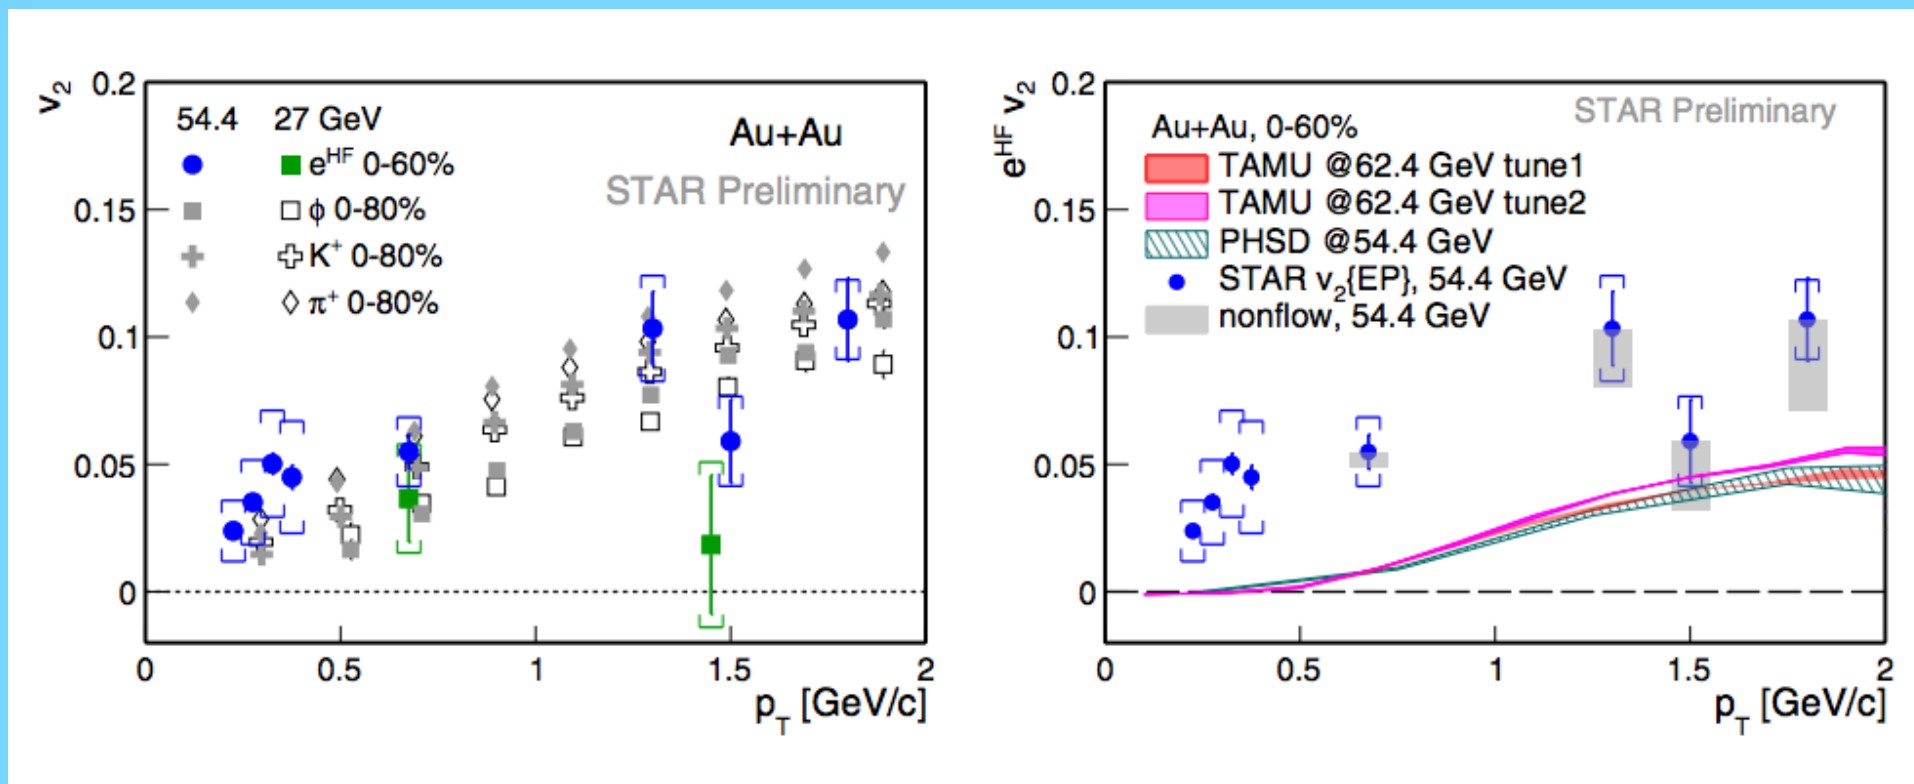 v₂
0.2
0.15
0.1
0.05
0
54.4 27 GeV
e^HF 0-60%
ϕ 0-80%
K⁺ 0-80%
π⁺ 0-80%
Au+Au
STAR Preliminary
0 0.5 1 1.5 2
p_T [GeV/c]
e^HF v₂
0.2
0.15
0.1
0.05
0
STAR Preliminary
Au+Au, 0-60%
TAMU @62.4 GeV tune1
TAMU @62.4 GeV tune2
PHSD @54.4 GeV
STAR v₂{EP}, 54.4 GeV
nonflow, 54.4 GeV
0 0.5 1 1.5 2
p_T [GeV/c]